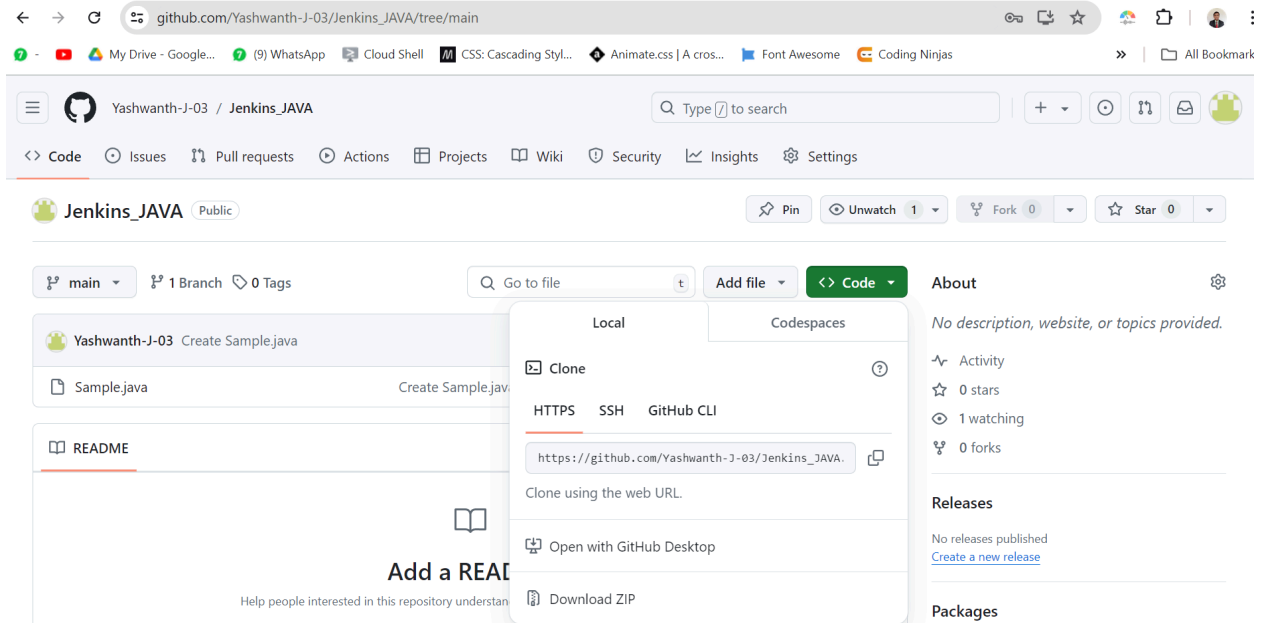 github.com/Yashwanth-J-03/Jenkins_JAVA/tree/main
7 - My Drive - Google... 7 (9) WhatsApp Cloud Shell M CSS: Cascading Styl... a Animate.css | A cros... Font Awesome Coding Ninjas » All Bookmark
Yashwanth-J-03 / Jenkins_JAVA Type / to search
Code Issues Pull requests Actions Projects Wiki Security Insights Settings
Jenkins_JAVA Public Pin Unwatch 1 Fork 0 Star 0
main 1 Branch 0 Tags Go to file t Add file <> Code About
Local Codespaces No description, website, or topics provided.
Yashwanth-J-03 Create Sample.java
Clone Activity
Sample.java Create Sample.java 0 stars
HTTPS SSH GitHub CLI 1 watching
README https://github.com/Yashwanth-J-03/Jenkins_JAVA. 0 forks
Clone using the web URL. Releases
No releases published
Open with GitHub Desktop Create a new release
Add a READ
Help people interested in this repository understan Download ZIP Packages